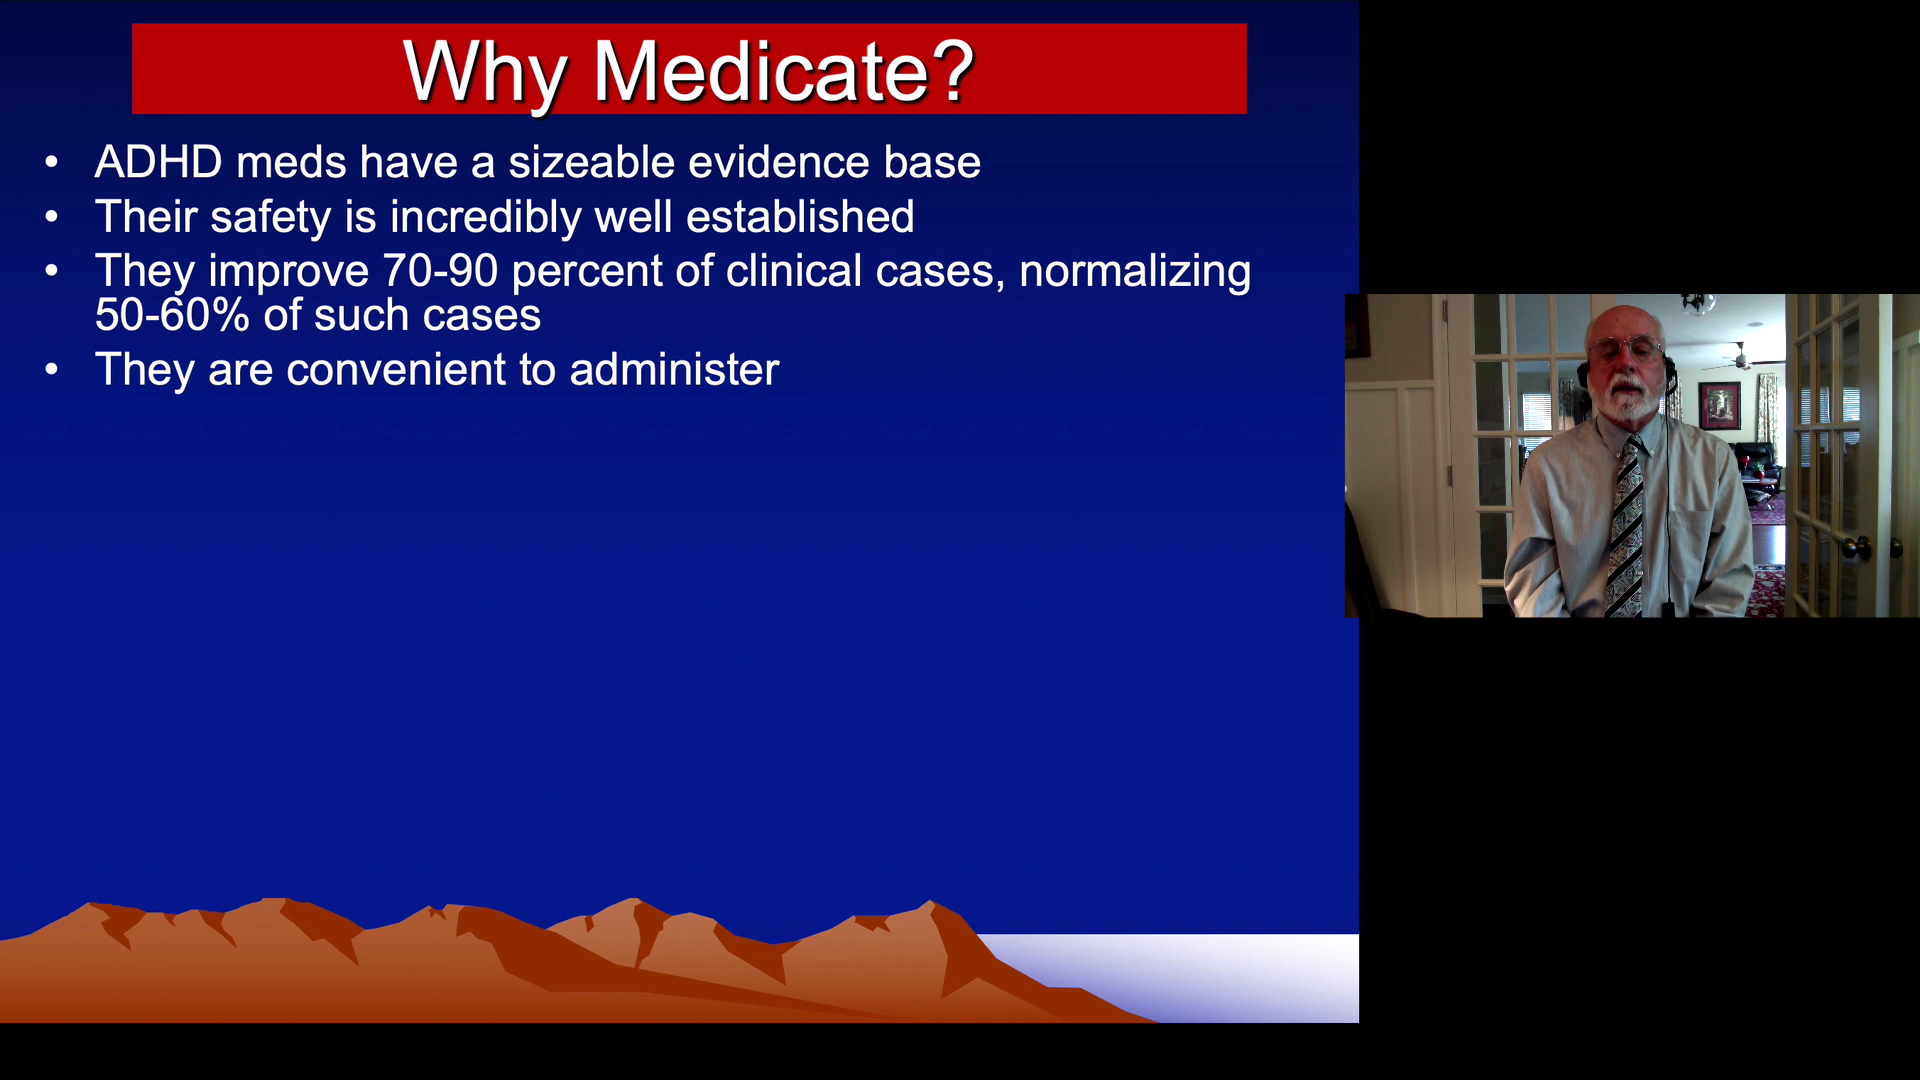 Why Medicate?
• ADHD meds have a sizeable evidence base
• Their safety is incredibly well established
• They improve 70-90 percent of clinical cases, normalizing
50-60% of such cases
• They are convenient to administer